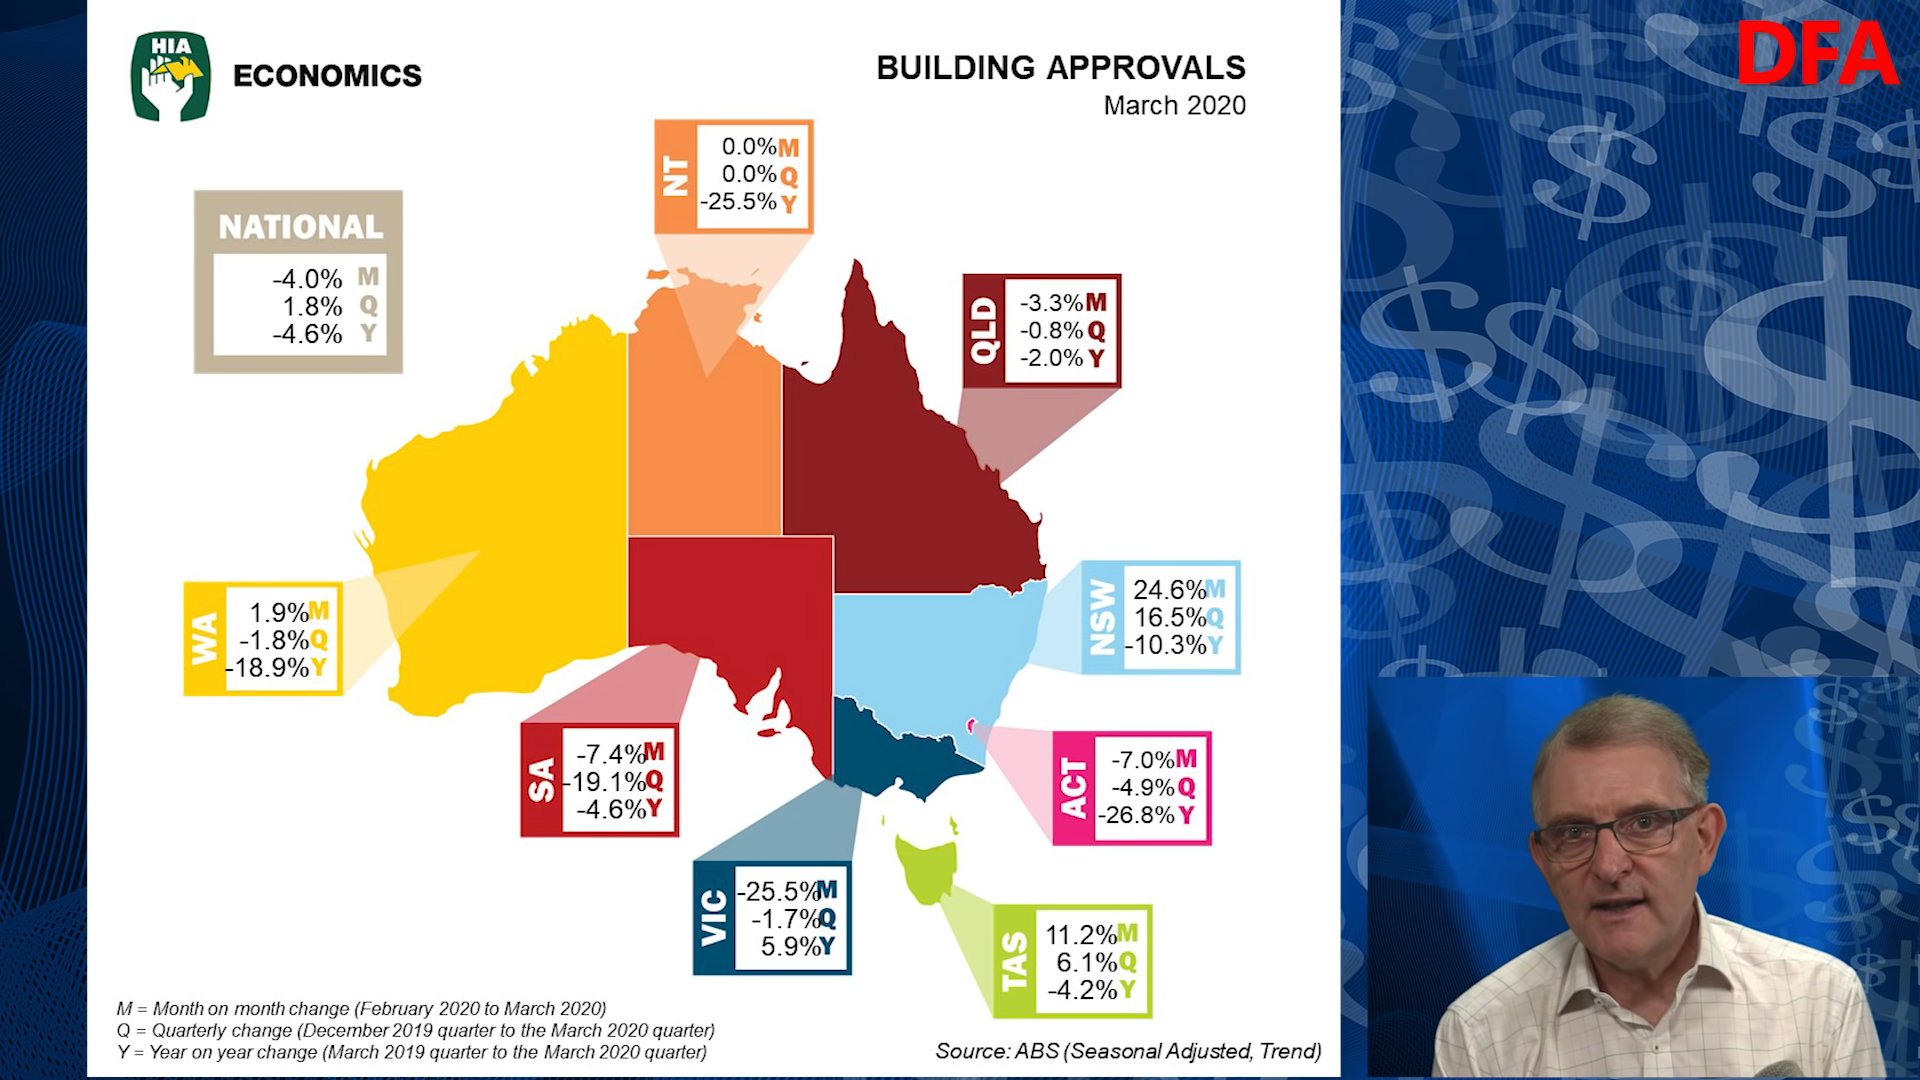 HIA
ECONOMICS
BUILDING APPROVALS
March 2020
DFA
NT
0.0% M
0.0% Q
-25.5% Y
NATIONAL
-4.0% M
1.8% Q
-4.6% Y
QLD
-3.3% M
-0.8% Q
-2.0% Y
WA
1.9% M
-1.8% Q
-18.9% Y
NSW
24.6% M
16.5% Q
-10.3% Y
SA
-7.4% M
-19.1% Q
-4.6% Y
ACT
-7.0% M
-4.9% Q
-26.8% Y
VIC
-25.5% M
-1.7% Q
5.9% Y
TAS
11.2% M
6.1% Q
-4.2% Y
M = Month on month change (February 2020 to March 2020)
Q = Quarterly change (December 2019 quarter to the March 2020 quarter)
Y = Year on year change (March 2019 quarter to the March 2020 quarter)
Source: ABS (Seasonal Adjusted, Trend)